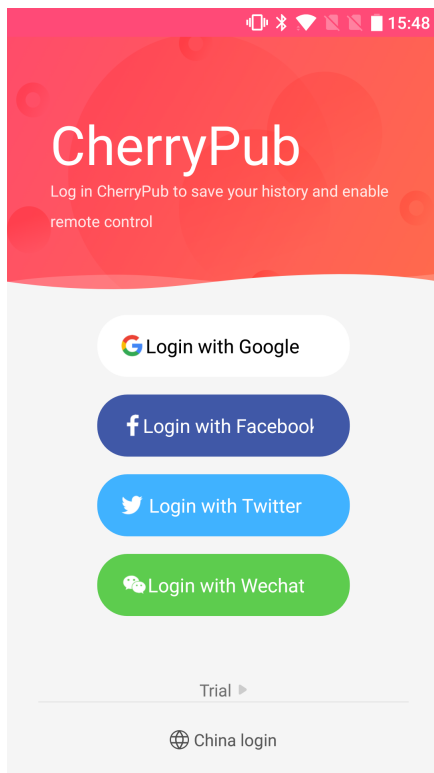 15:48
CherryPub
Log in CherryPub to save your history and enable
remote control
Login with Google
Login with Facebook
Login with Twitter
Login with Wechat
Trial
China login